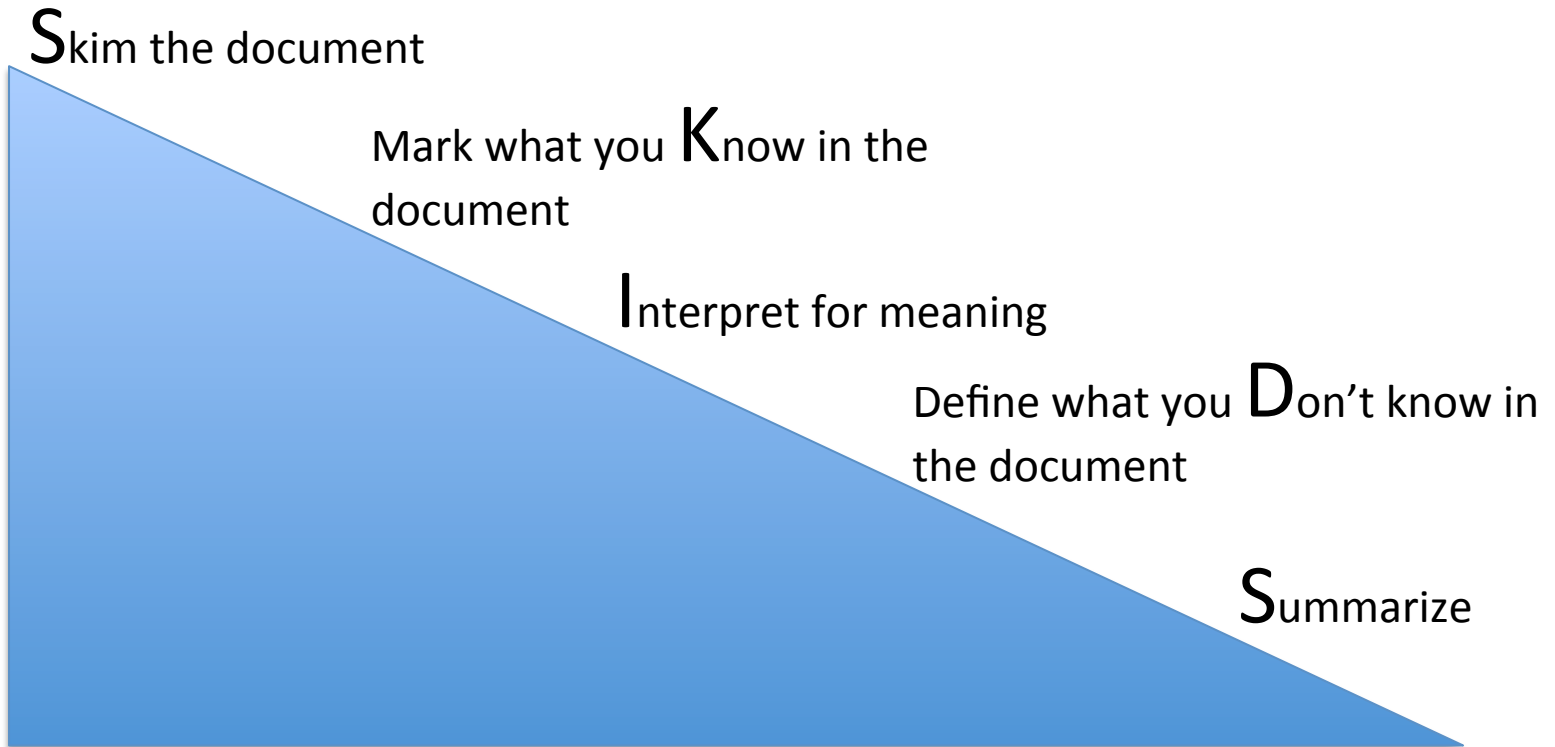 Skim the document
Mark what you Know in the
document
Interpret for meaning
Define what you Don’t know in
the document
Summarize